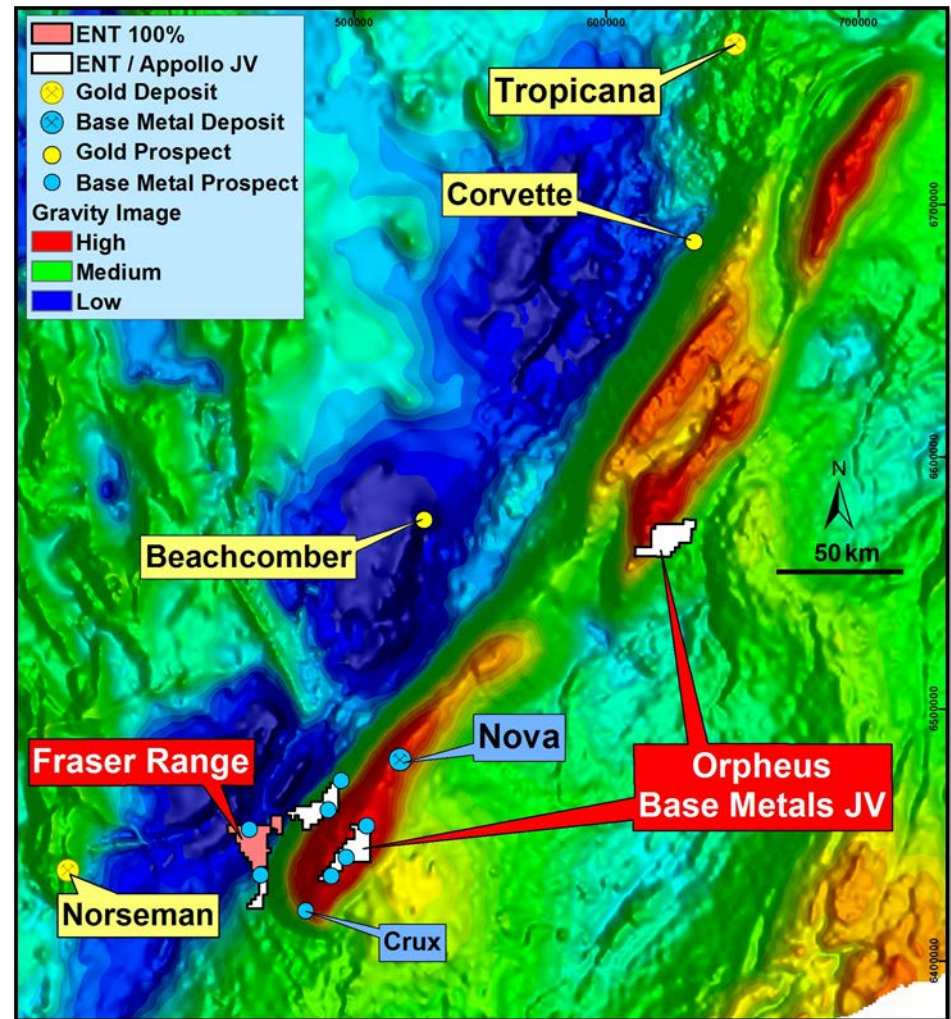 500000
600000
700000
ENT 100%
ENT / Appollo JV
Gold Deposit
Base Metal Deposit
Gold Prospect
Base Metal Prospect
Gravity Image
High
Medium
Low
Tropicana
Corvette
6700000
6600000
N
50 km
Beachcomber
6500000
Nova
Fraser Range
Orpheus
Base Metals JV
Norseman
Crux
6400000